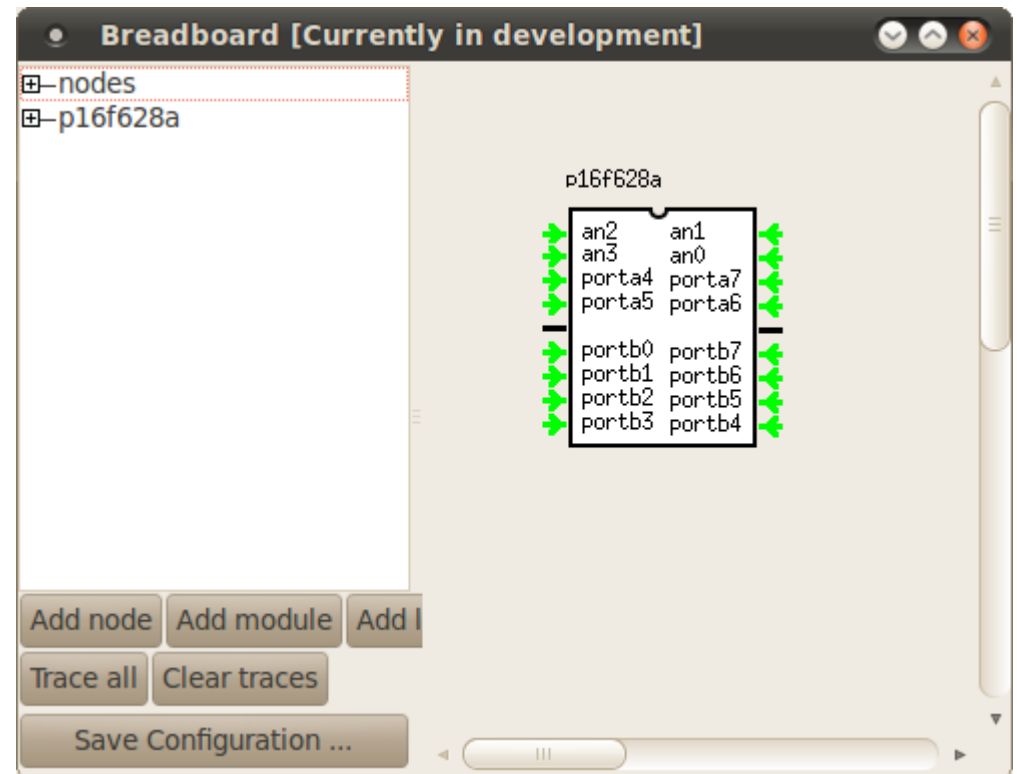 Breadboard [Currently in development]
nodes
p16f628a
p16f628a
an2 an1
an3 an0
porta4 porta7
porta5 porta6
portb0 portb7
portb1 portb6
portb2 portb5
portb3 portb4
Add node Add module Add l
Trace all Clear traces
Save Configuration ...